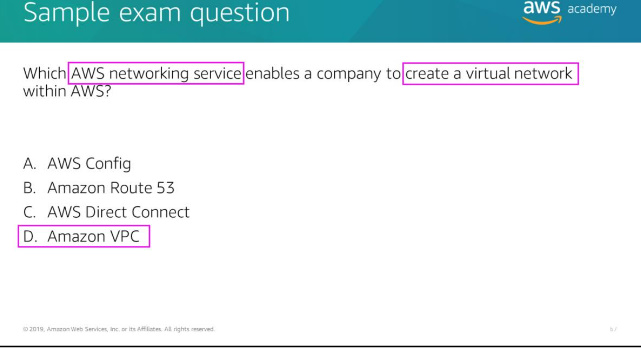 Sample exam question
aws academy
Which AWS networking service enables a company to create a virtual network
within AWS?
A. AWS Config
B. Amazon Route 53
C. AWS Direct Connect
D. Amazon VPC
© 2019, Amazon Web Services, Inc. or its Affiliates. All rights reserved.